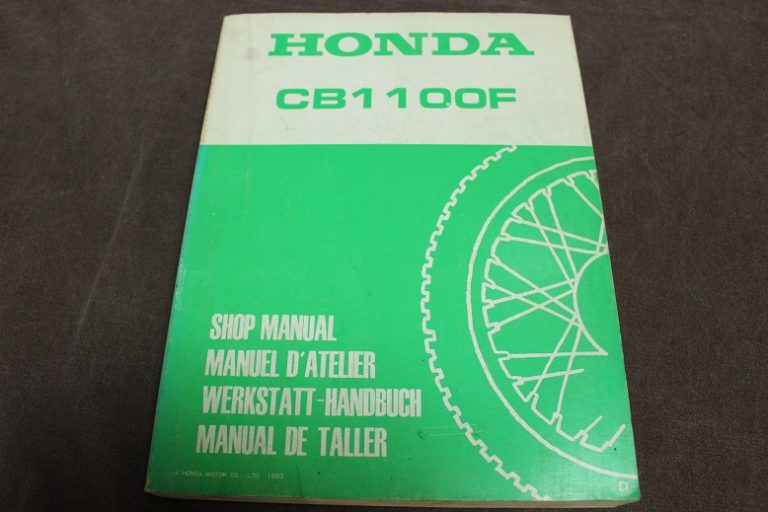 HONDA
CB1100F
SHOP MANUAL
MANUEL D'ATELIER
WERKSTATT-HANDBUCH
MANUAL DE TALLER
© HONDA MOTOR CO., LTD. 1983
D